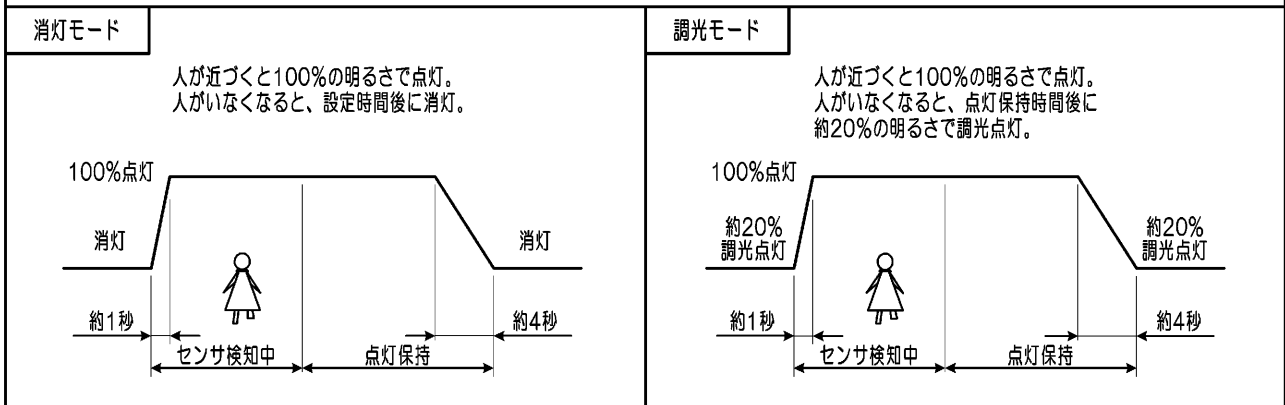 消灯モード
人が近づくと100%の明るさで点灯。
人がいなくなると、設定時間後に消灯。
100%点灯
消灯
消灯
約1秒
約4秒
センサ検知中
点灯保持
調光モード
人が近づくと100%の明るさで点灯。
人がいなくなると、点灯保持時間後に
約20%の明るさで調光点灯。
100%点灯
約20%
調光点灯
約20%
調光点灯
約1秒
約4秒
センサ検知中
点灯保持